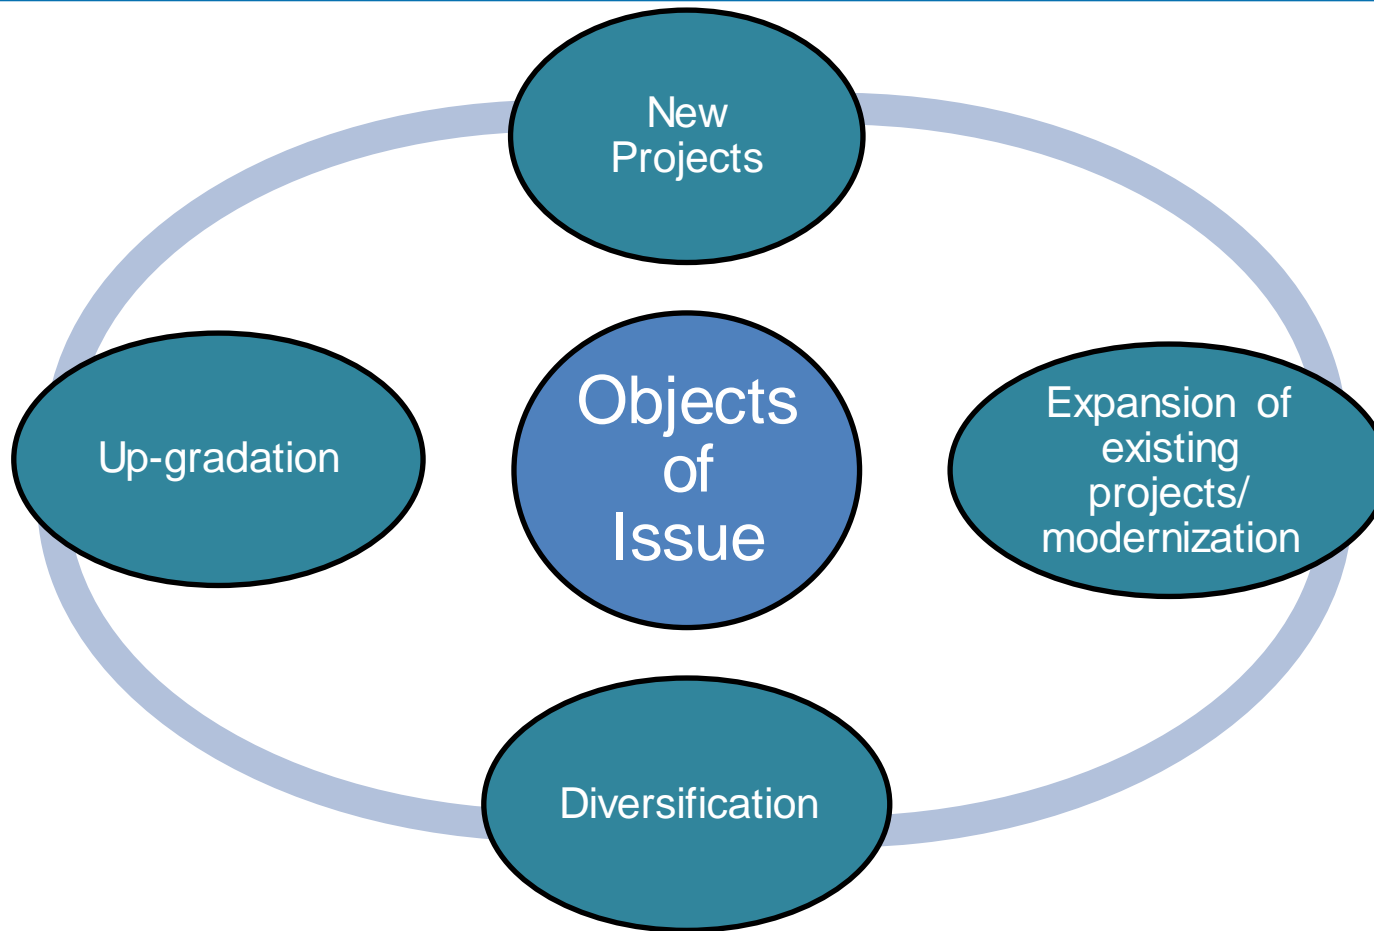 New
Projects
Up-gradation
Objects
of
Issue
Expansion of
existing
projects/
modernization
Diversification